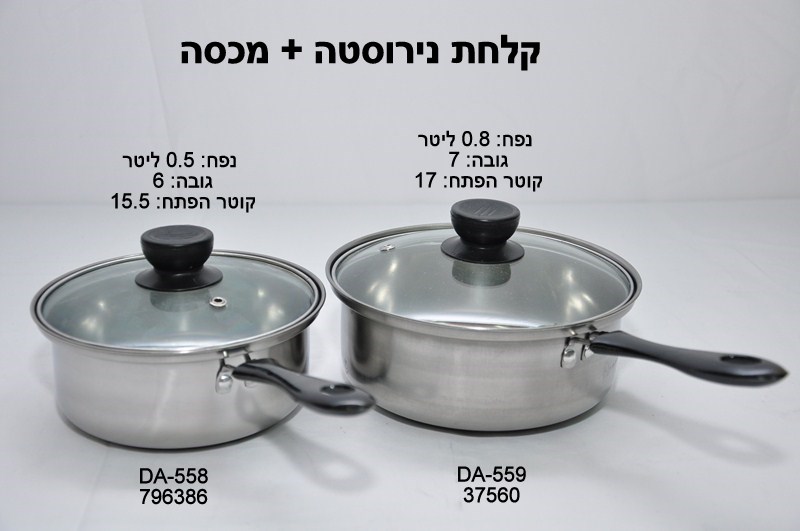 קלחת נירוסטה + מכסה
נפח: 0.8 ליטר
גובה: 7
קוטר הפתח: 17
נפח: 0.5 ליטר
גובה: 6
קוטר הפתח: 15.5
DA-559
37560
DA-558
796386